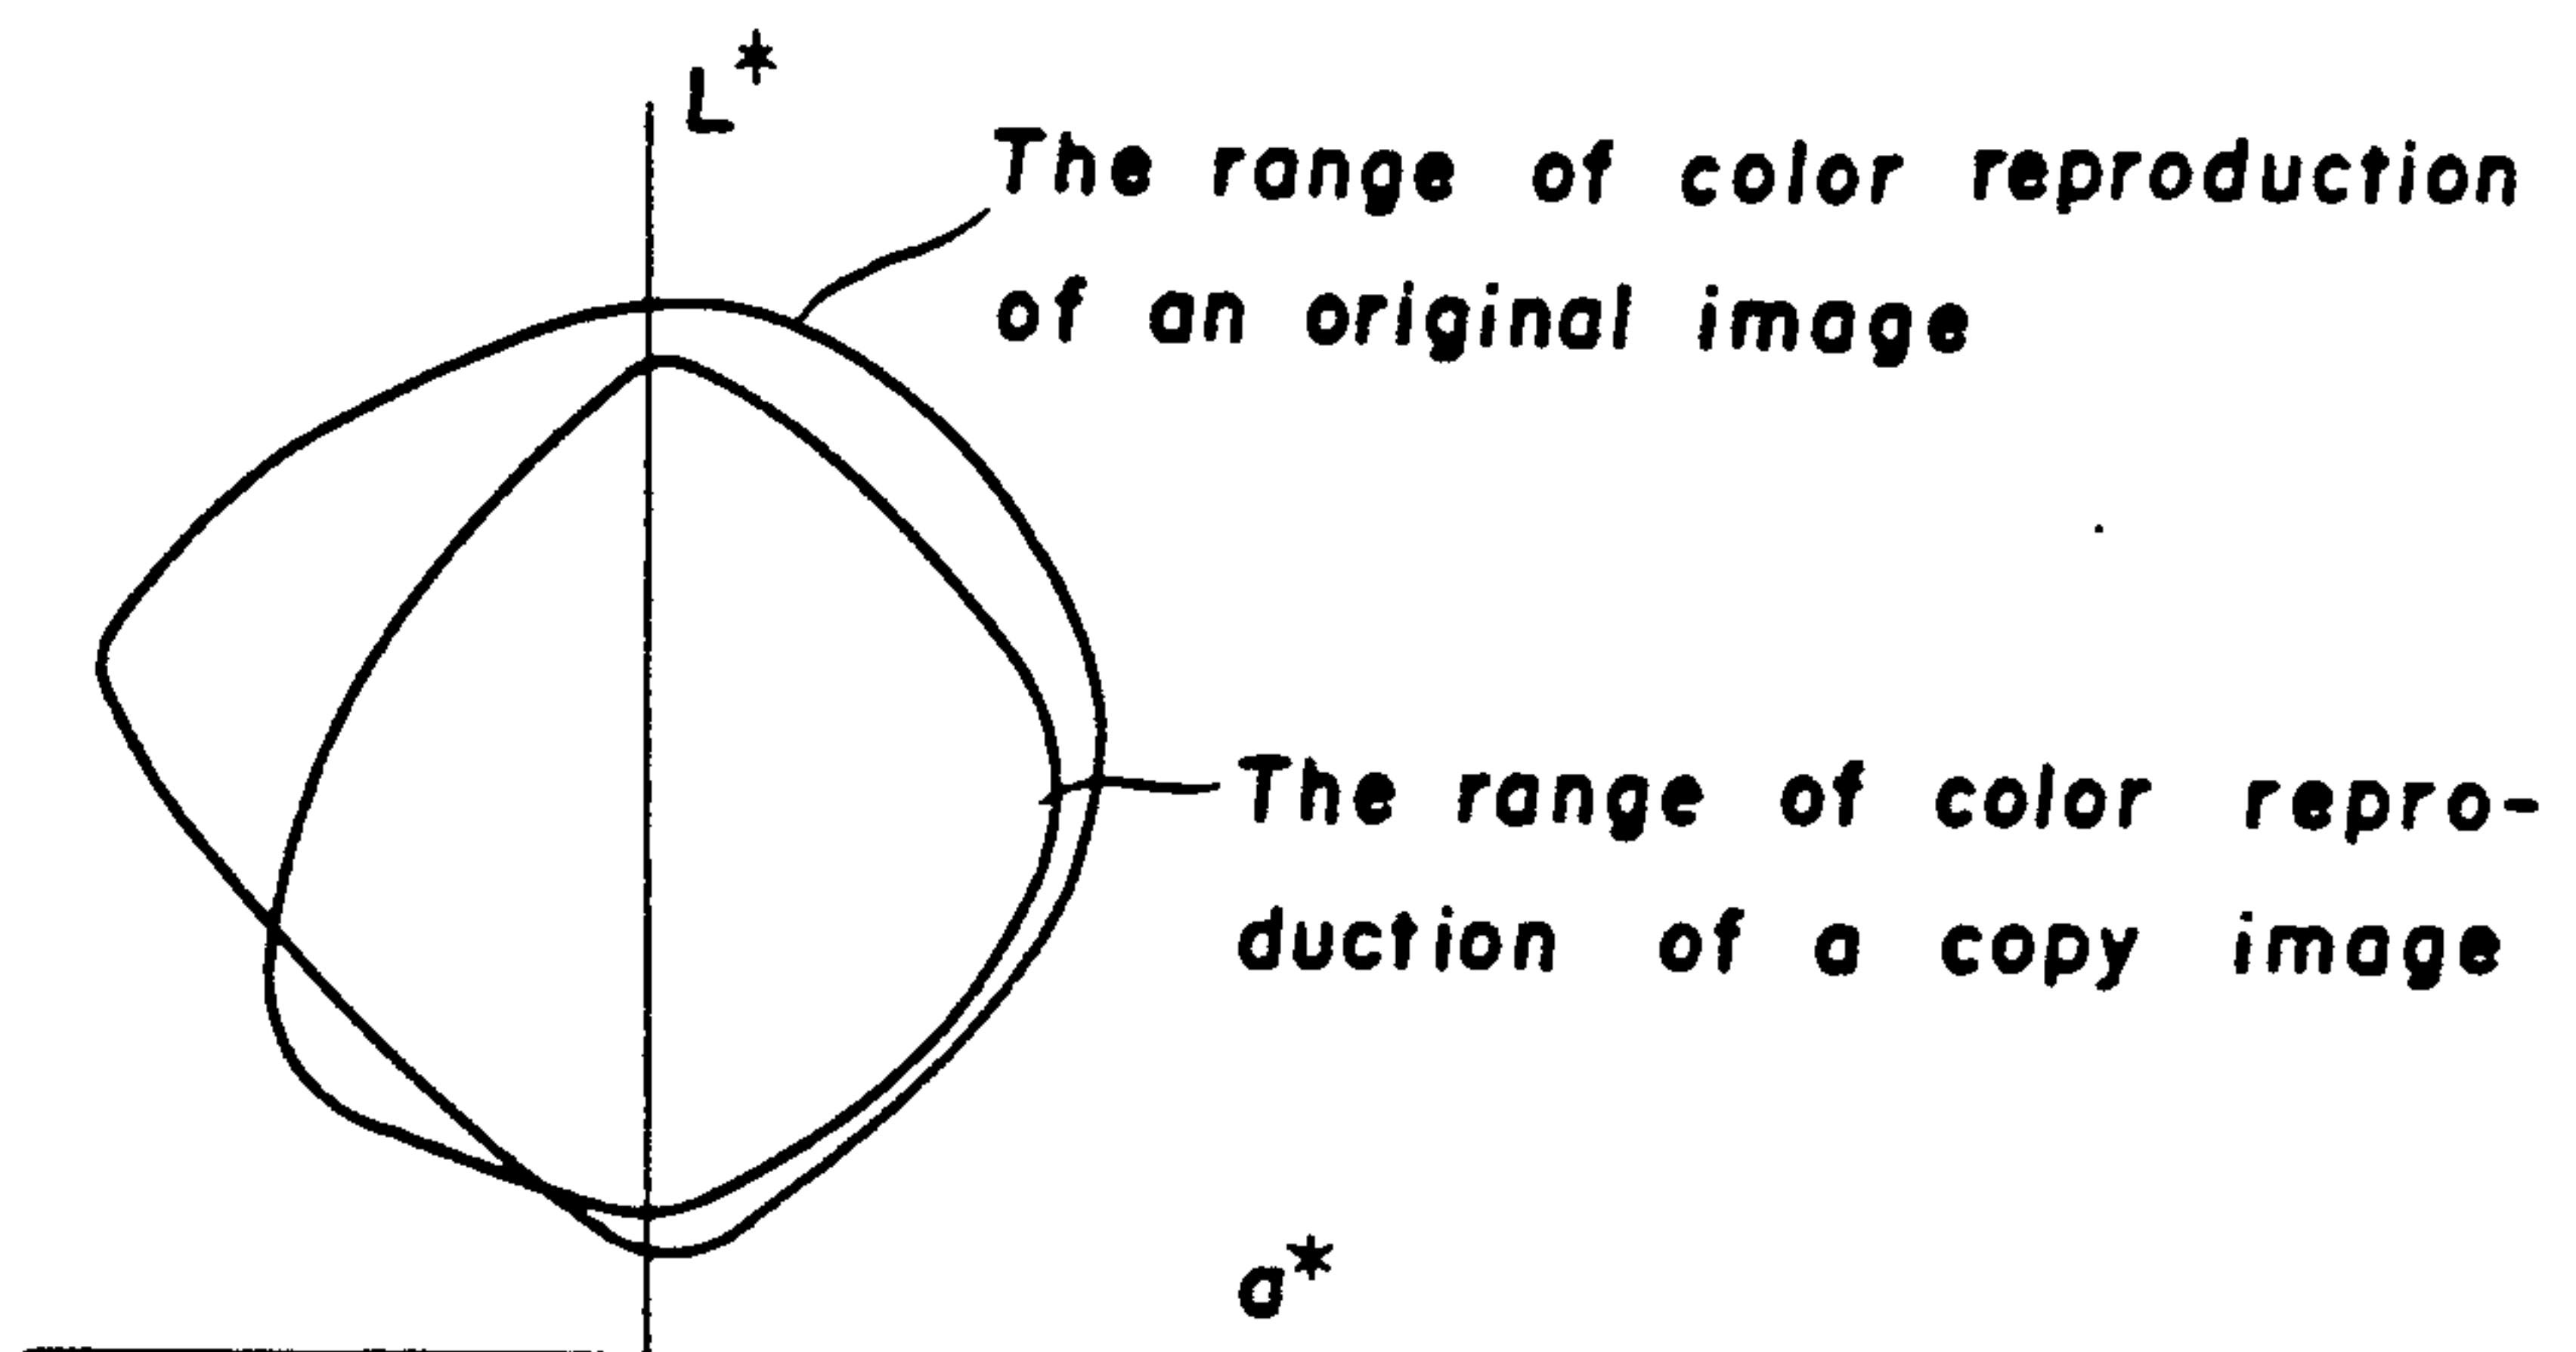 L*
The range of color reproduction
of an original image
The range of color repro-
duction of a copy image
a*